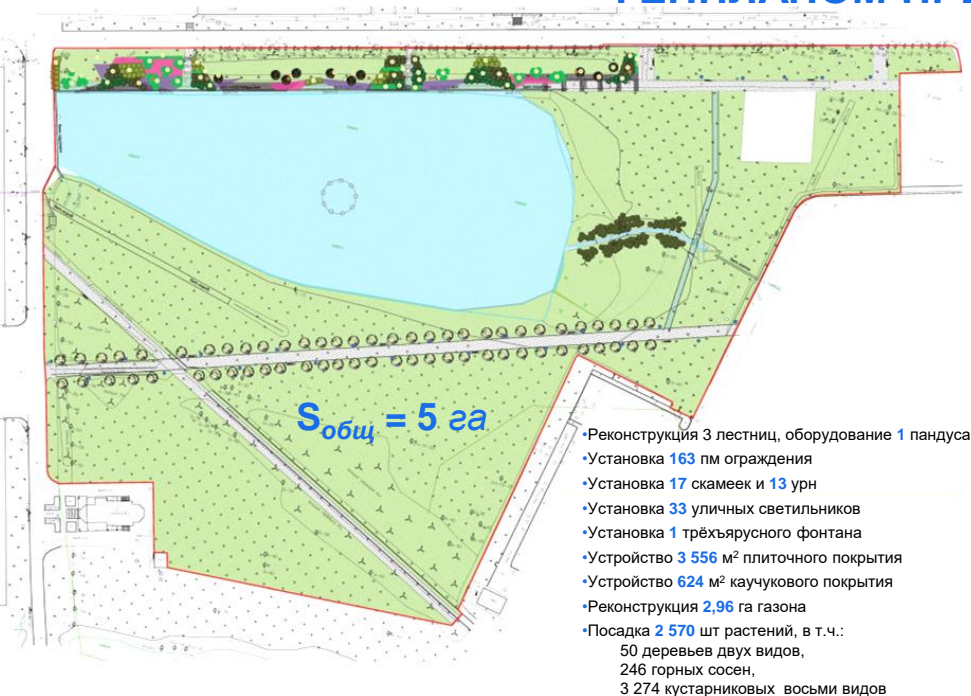 S общ = 5 га
•Реконструкция 3 лестниц, оборудование 1 пандуса
•Установка 163 пм ограждения
•Установка 17 скамеек и 13 урн
•Установка 33 уличных светильников
•Установка 1 трёхъярусного фонтана
•Устройство 3 556 м² плиточного покрытия
•Устройство 624 м² каучукового покрытия
•Реконструкция 2,96 га газона
•Посадка 2 570 шт растений, в т.ч.:
50 деревьев двух видов,
246 горных сосен,
3 274 кустарниковых восьми видов